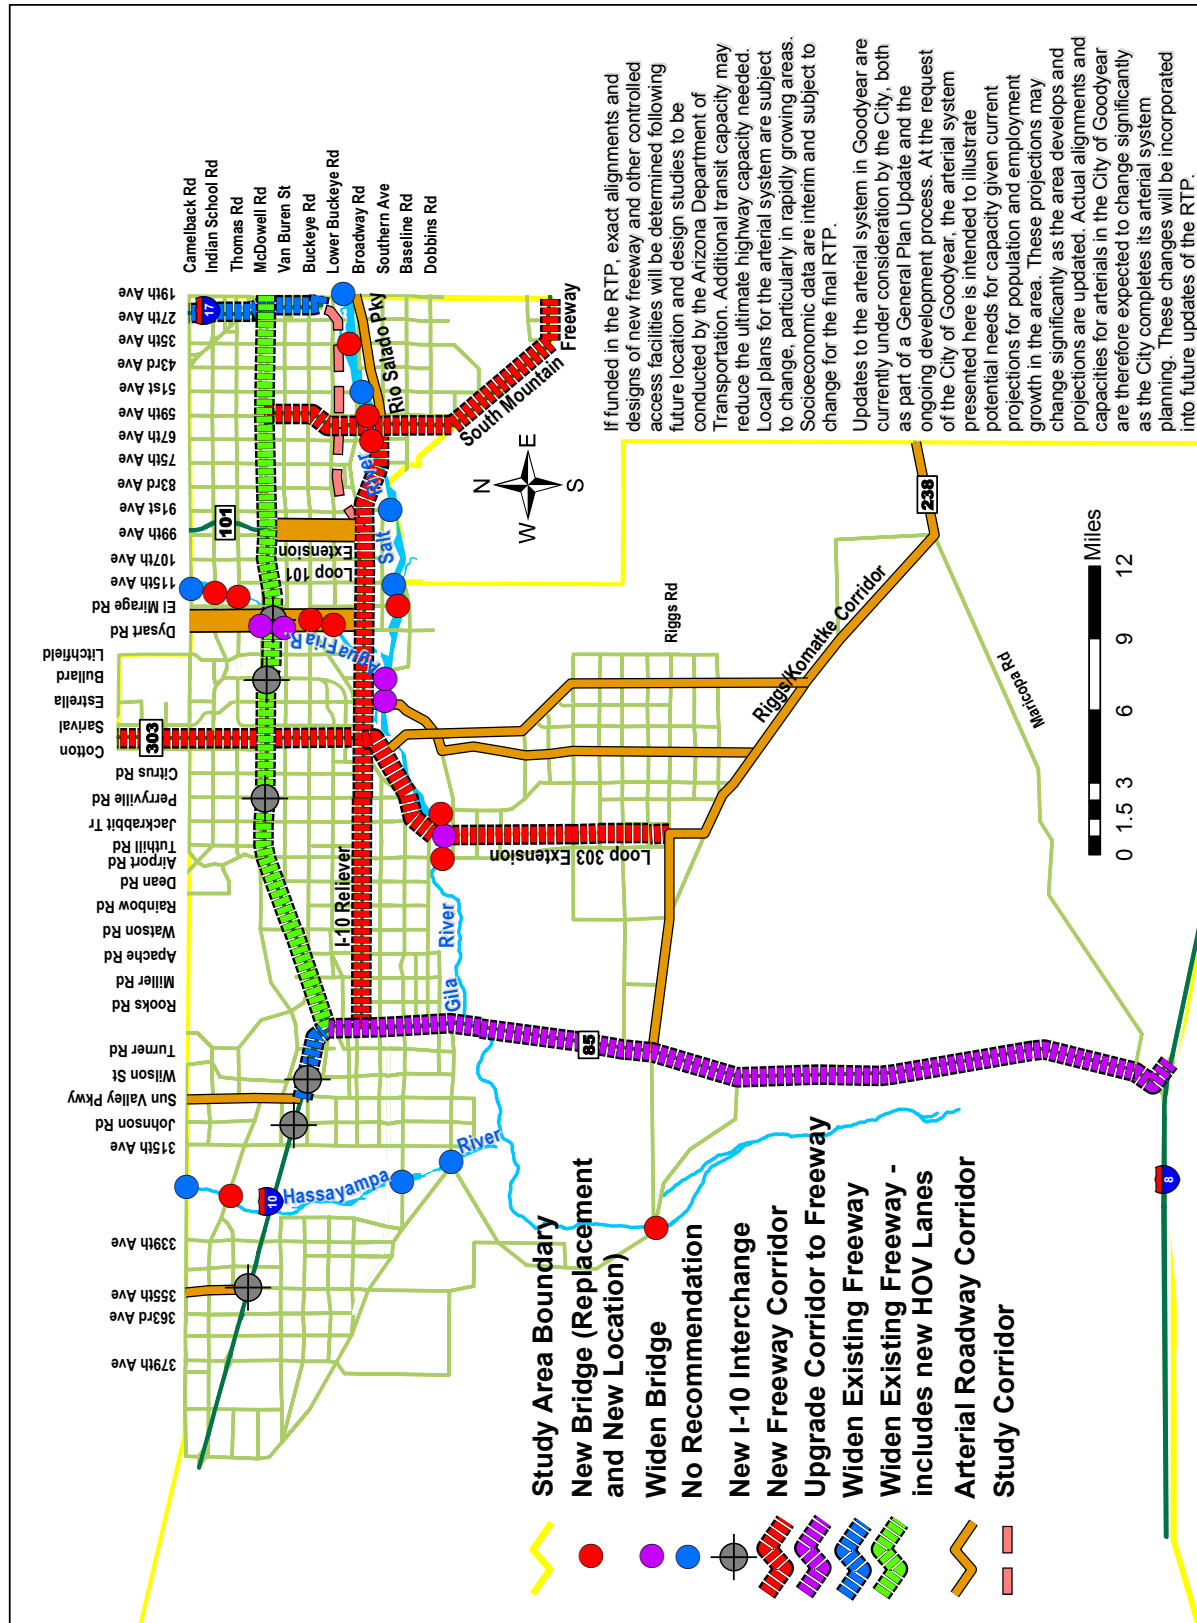 Camelback Rd
Indian School Rd
Thomas Rd
McDowell Rd
Van Buren St
Buckeye Rd
Lower Buckeye Rd
Broadway Rd
Southern Ave
Baseline Rd
Dobbins Rd
379th Ave
363rd Ave
355th Ave
339th Ave
315th Ave
Johnson Rd
Sun Valley Pkwy
Wilson St
Turner Rd
Rooks Rd
Miller Rd
Apache Rd
Watson Rd
Rainbow Rd
Dean Rd
Airport Rd
Tuthill Rd
Jackrabbit Tr
Perryville Rd
Citrus Rd
Cotton
Sarival
Estrella
Bullard
Litchfield
Dysart Rd
El Mirage Rd
115th Ave
107th Ave
99th Ave
91st Ave
83rd Ave
75th Ave
67th Ave
59th Ave
51st Ave
43rd Ave
35th Ave
27th Ave
19th Ave
17
101
303
10
85
238
8
Hassayampa
River
Gila
River
Agua Fria R.
Salt
River
I-10 Reliever
Loop 101
Extension
Rio Salado Pky
South Mountain
Freeway
Loop 303 Extension
Riggs Rd
Riggs/Komatke Corridor
Maricopa Rd
N
W
E
S
0
1.5
3
6
9
12
Miles
Study Area Boundary
New Bridge (Replacement
and New Location)
Widen Bridge
No Recommendation
New I-10 Interchange
New Freeway Corridor
Upgrade Corridor to Freeway
Widen Existing Freeway
Widen Existing Freeway -
includes new HOV Lanes
Arterial Roadway Corridor
Study Corridor
If funded in the RTP, exact alignments and
designs of new freeway and other controlled
access facilities will be determined following
future location and design studies to be
conducted by the Arizona Department of
Transportation. Additional transit capacity may
reduce the ultimate highway capacity needed.
Local plans for the arterial system are subject
to change, particularly in rapidly growing areas.
Socioeconomic data are interim and subject to
change for the final RTP.
Updates to the arterial system in Goodyear are
currently under consideration by the City, both
as part of a General Plan Update and the
ongoing development process. At the request
of the City of Goodyear, the arterial system
presented here is intended to illustrate
potential needs for capacity given current
projections for population and employment
growth in the area. These projections may
change significantly as the area develops and
projections are updated. Actual alignments and
capacities for arterials in the City of Goodyear
are therefore expected to change significantly
as the City completes its arterial system
planning. These changes will be incorporated
into future updates of the RTP.